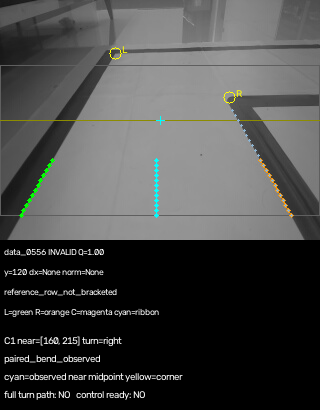 L
R
data_0556 INVALID Q=1.00
y=120 dx=None norm=None
reference_row_not_bracketed
L=green R=orange C=magenta cyan=ribbon
C1 near=[160, 215] turn=right
paired_bend_observed
cyan=observed near midpoint yellow=corner
full turn path: NO control ready: NO